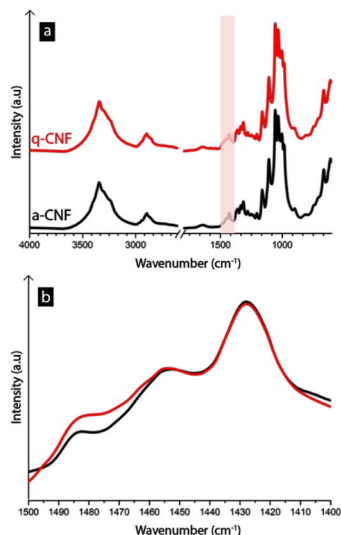 a
Intensity (a.u)
q-CNF
a-CNF
4000 3500 3000 1500 1000
Wavenumber (cm⁻¹)
b
Intensity (a.u)
1500 1490 1480 1470 1460 1450 1440 1430 1420 1410 1400
Wavenumber (cm⁻¹)